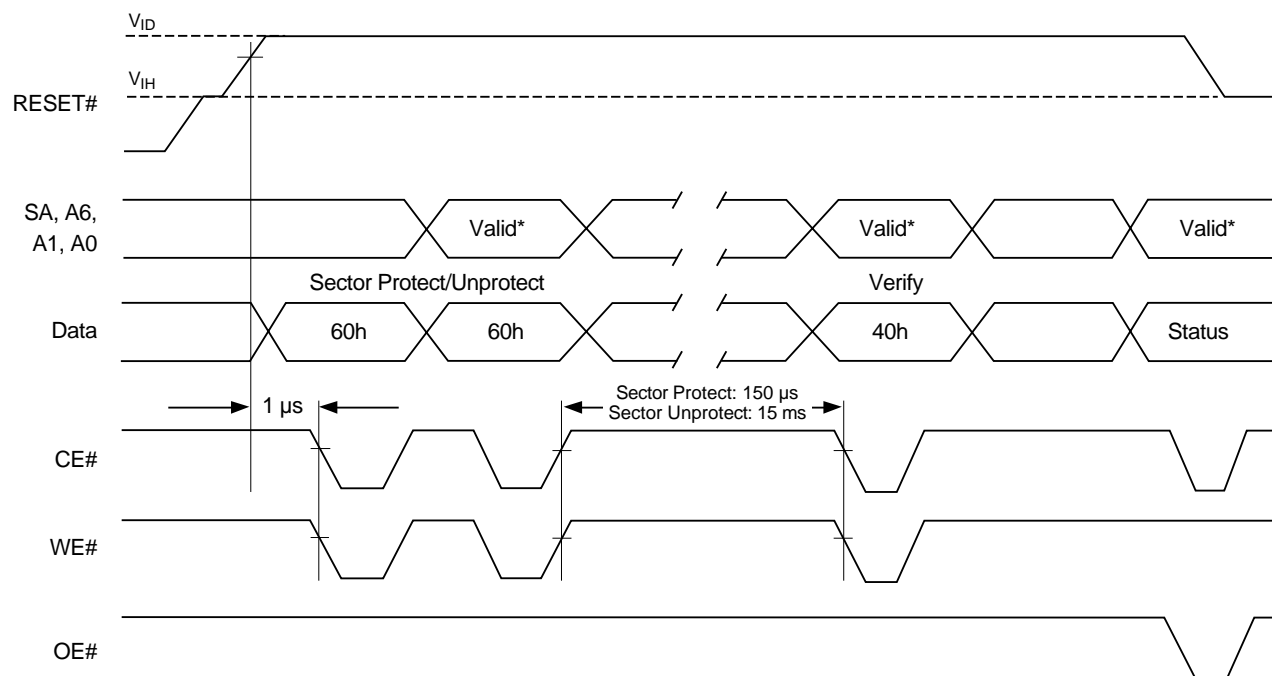 VID
VIH
RESET#
SA, A6,
A1, A0
Valid*
Valid*
Valid*
Sector Protect/Unprotect
Verify
Data
60h
60h
40h
Status
1 µs
Sector Protect: 150 µs
Sector Unprotect: 15 ms
CE#
WE#
OE#